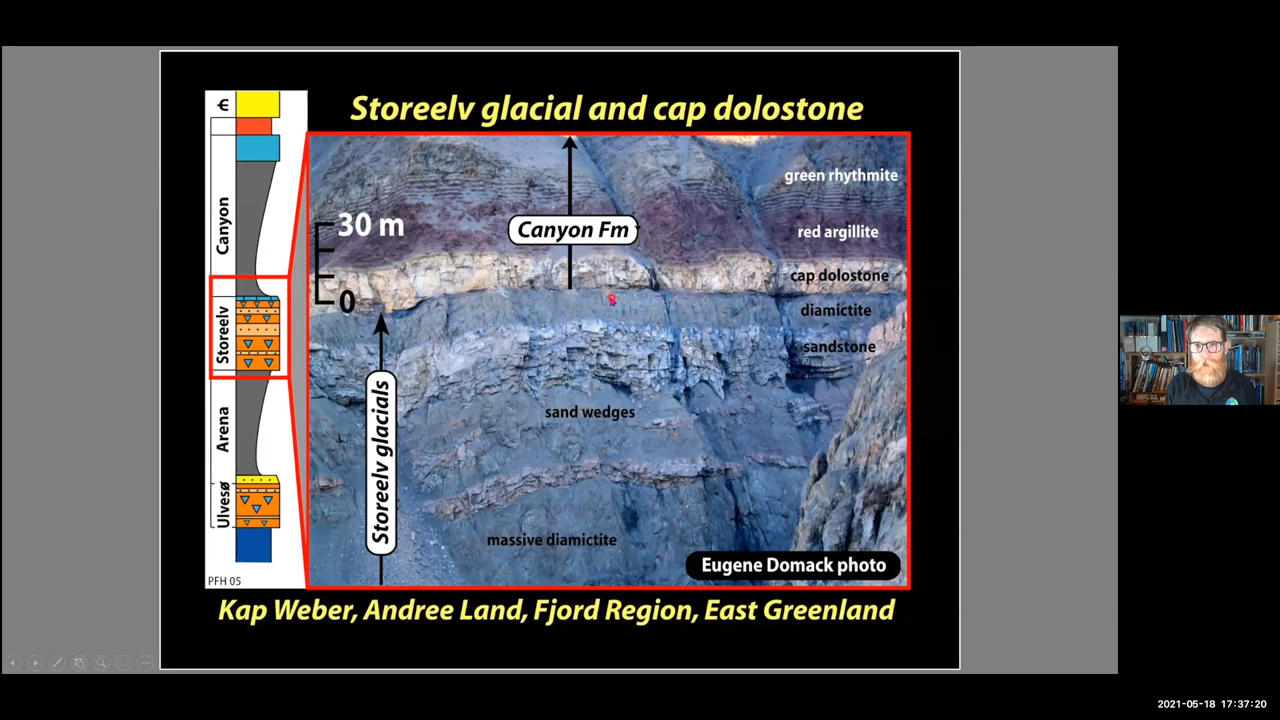 Storeelv glacial and cap dolostone
Є
Canyon
Storeelv
Arena
Ulvesø
PFH 05
green rhythmite
30 m
Canyon Fm
red argillite
cap dolostone
0
diamictite
sandstone
sand wedges
Storeelv glacials
massive diamictite
Eugene Domack photo
Kap Weber, Andree Land, Fjord Region, East Greenland
2021-05-18 17:37:20